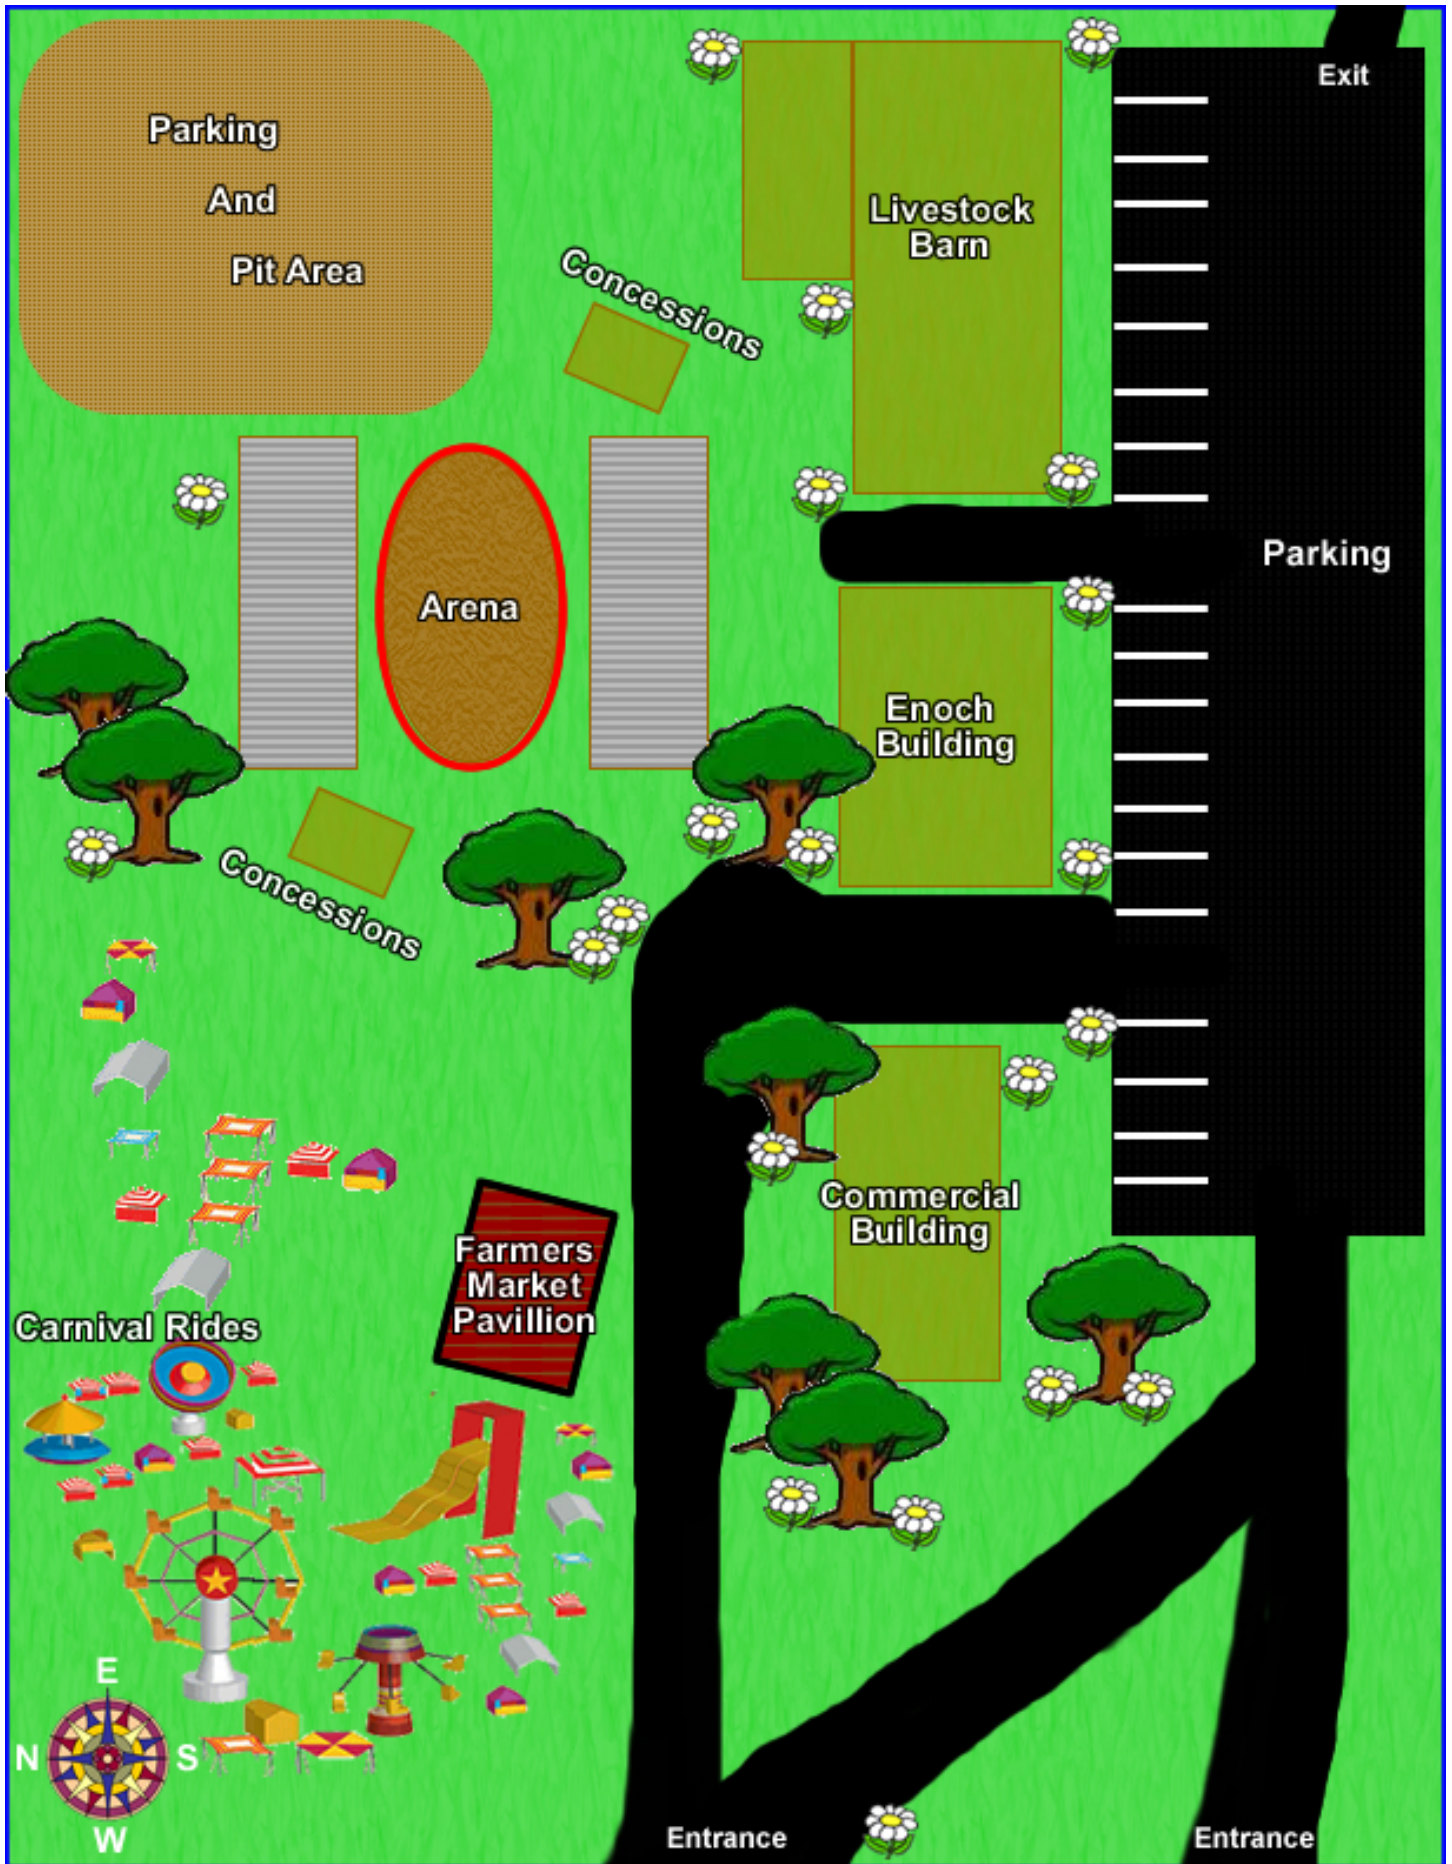 Exit
Parking
And
Pit Area
Livestock
Barn
Concessions
Parking
Arena
Enoch
Building
Concessions
Commercial
Building
Farmers
Market
Pavillion
Carnival Rides
E
N
S
W
Entrance
Entrance